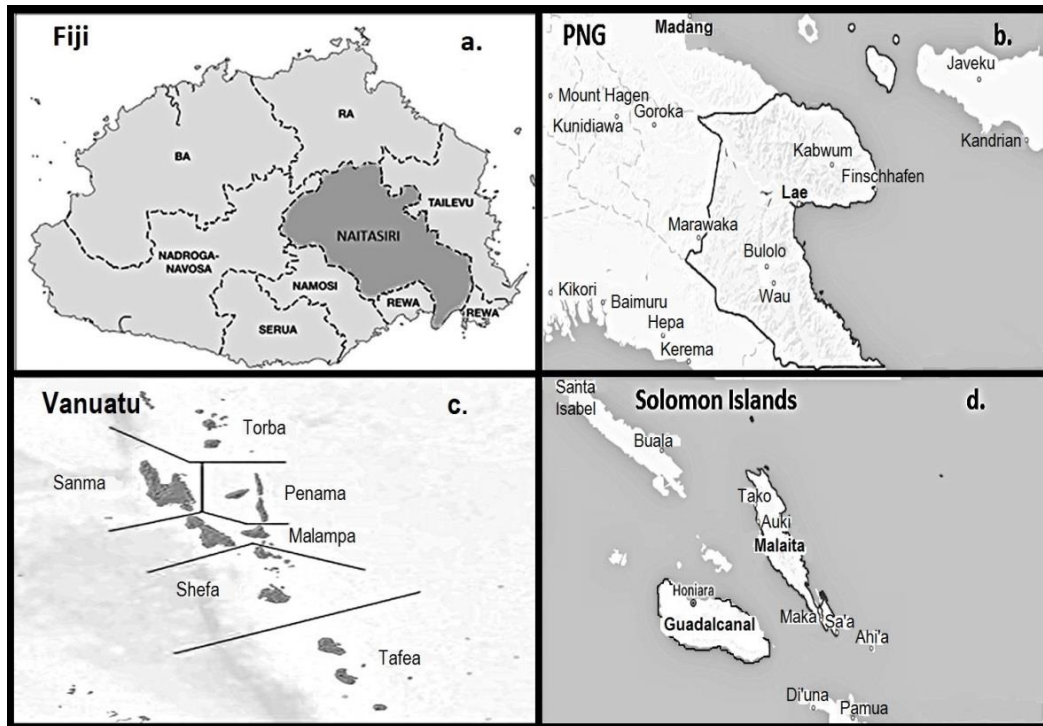 Fiji
a.
RA
BA
TAILEVU
NAITASIRI
NADROGA-
NAVOSA
NAMOSI
REWA
REWA
SERUA
PNG
b.
Madang
Javeku
Mount Hagen
Goroka
Kunidiawa
Kandrian
Kabwum
Finschhafen
Lae
Marawaka
Bulolo
Wau
Kikori
Baimuru
Hepa
Kerema
Vanuatu
c.
Torba
Sanma
Penama
Malampa
Shefa
Tafea
Solomon Islands
d.
Santa
Isabel
Buala
Tako
Auki
Malaita
Honiara
Maka
Sa'a
Guadalcanal
Ahi'a
Di'una
Pamua